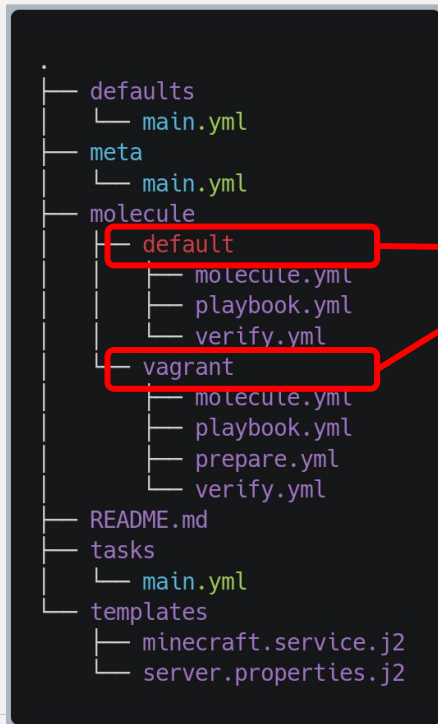 .
├── defaults
│   └── main.yml
├── meta
│   └── main.yml
├── molecule
│   ├── default
│   │   ├── molecule.yml
│   │   ├── playbook.yml
│   │   └── verify.yml
│   └── vagrant
│       ├── molecule.yml
│       ├── playbook.yml
│       ├── prepare.yml
│       └── verify.yml
├── README.md
├── tasks
│   └── main.yml
└── templates
    ├── minecraft.service.j2
    └── server.properties.j2